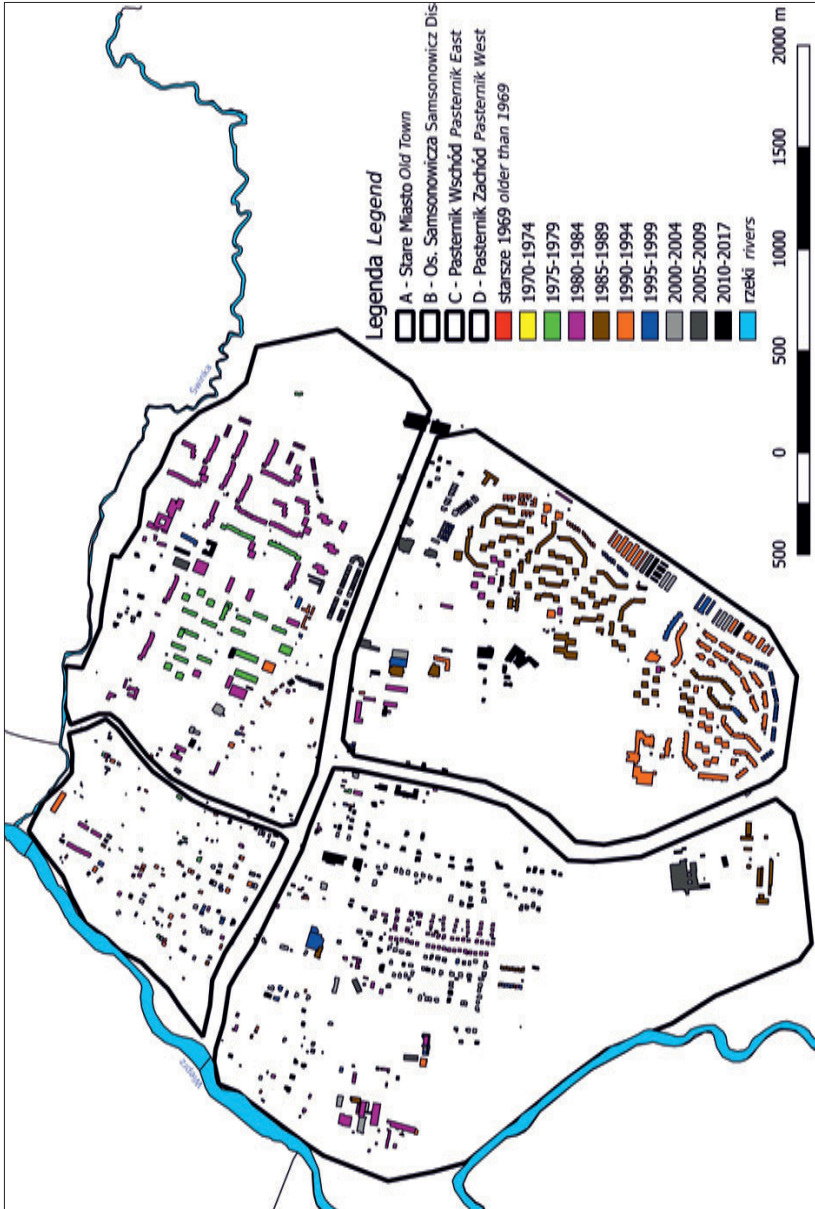 Świnka
Wieprz
Legenda Legend
A - Stare Miasto Old Town
B - Os. Samsonowicza Samsonowicz Dis
C - Pasternik Wschód Pasternik East
D - Pasternik Zachód Pasternik West
starsze 1969 older than 1969
1970-1974
1975-1979
1980-1984
1985-1989
1990-1994
1995-1999
2000-2004
2005-2009
2010-2017
rzeki rivers
500 0 500 1000 1500 2000 m